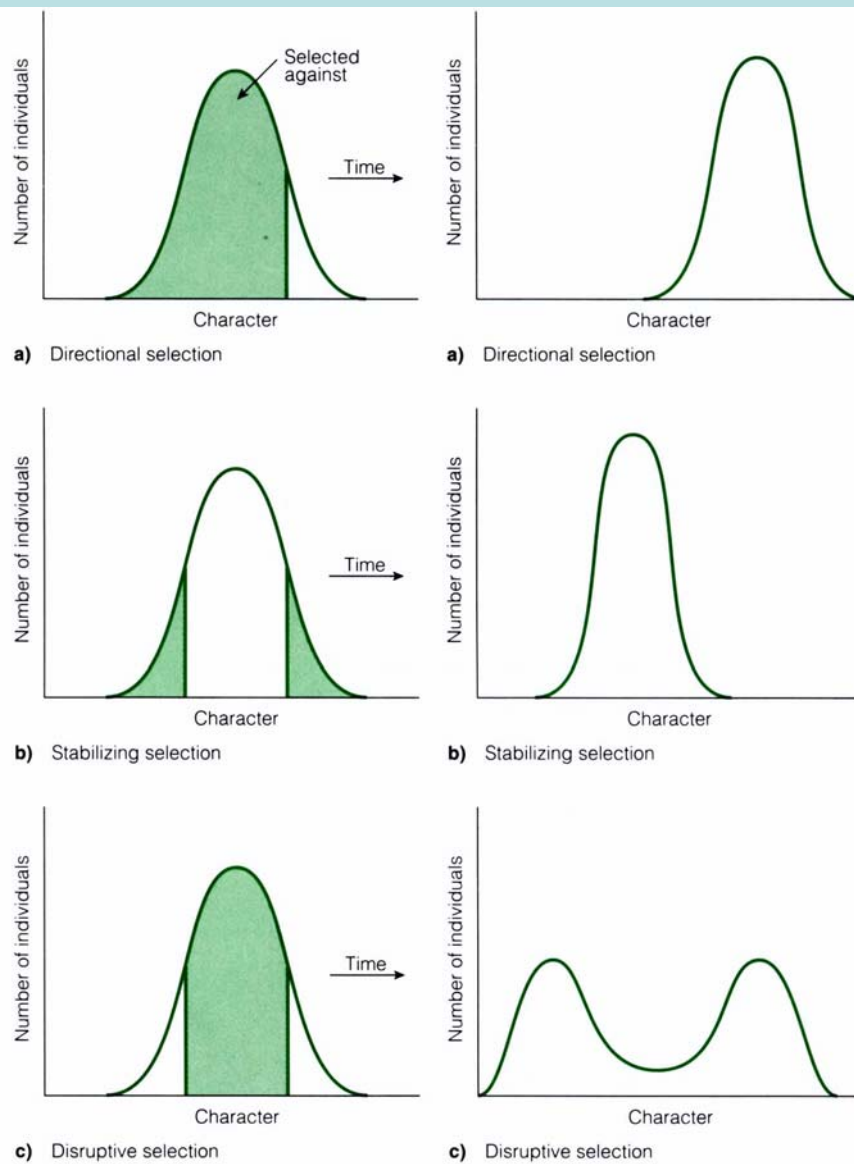 Number of individuals
Selected
against
Time
Character
a) Directional selection
Number of individuals
Character
a) Directional selection
Number of individuals
Time
Character
b) Stabilizing selection
Number of individuals
Character
b) Stabilizing selection
Number of individuals
Time
Character
c) Disruptive selection
Number of individuals
Character
c) Disruptive selection